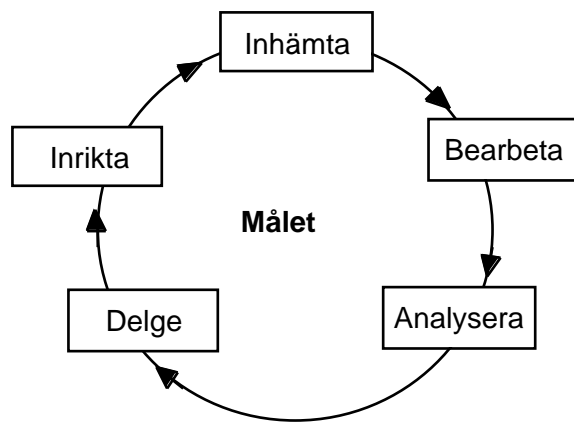 Inhämta
Bearbeta
Inrikta
Målet
Analysera
Delge